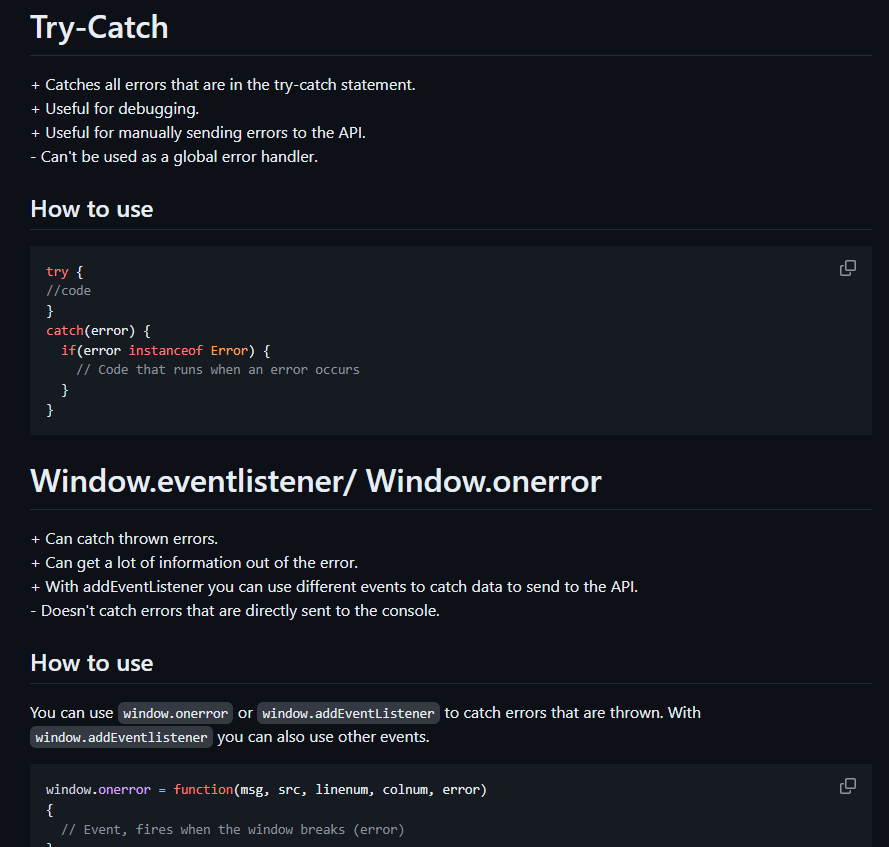 Try-Catch
+ Catches all errors that are in the try-catch statement.
+ Useful for debugging.
+ Useful for manually sending errors to the API.
- Can't be used as a global error handler.
How to use
try {
//code
}
catch(error) {
  if(error instanceof Error) {
    // Code that runs when an error occurs
  }
}
Window.eventlistener/ Window.onerror
+ Can catch thrown errors.
+ Can get a lot of information out of the error.
+ With addEventListener you can use different events to catch data to send to the API.
- Doesn't catch errors that are directly sent to the console.
How to use
You can use window.onerror or window.addEventListener to catch errors that are thrown. With
window.addEventlistener you can also use other events.
window.onerror = function(msg, src, linenum, colnum, error)
{
  // Event, fires when the window breaks (error)
}